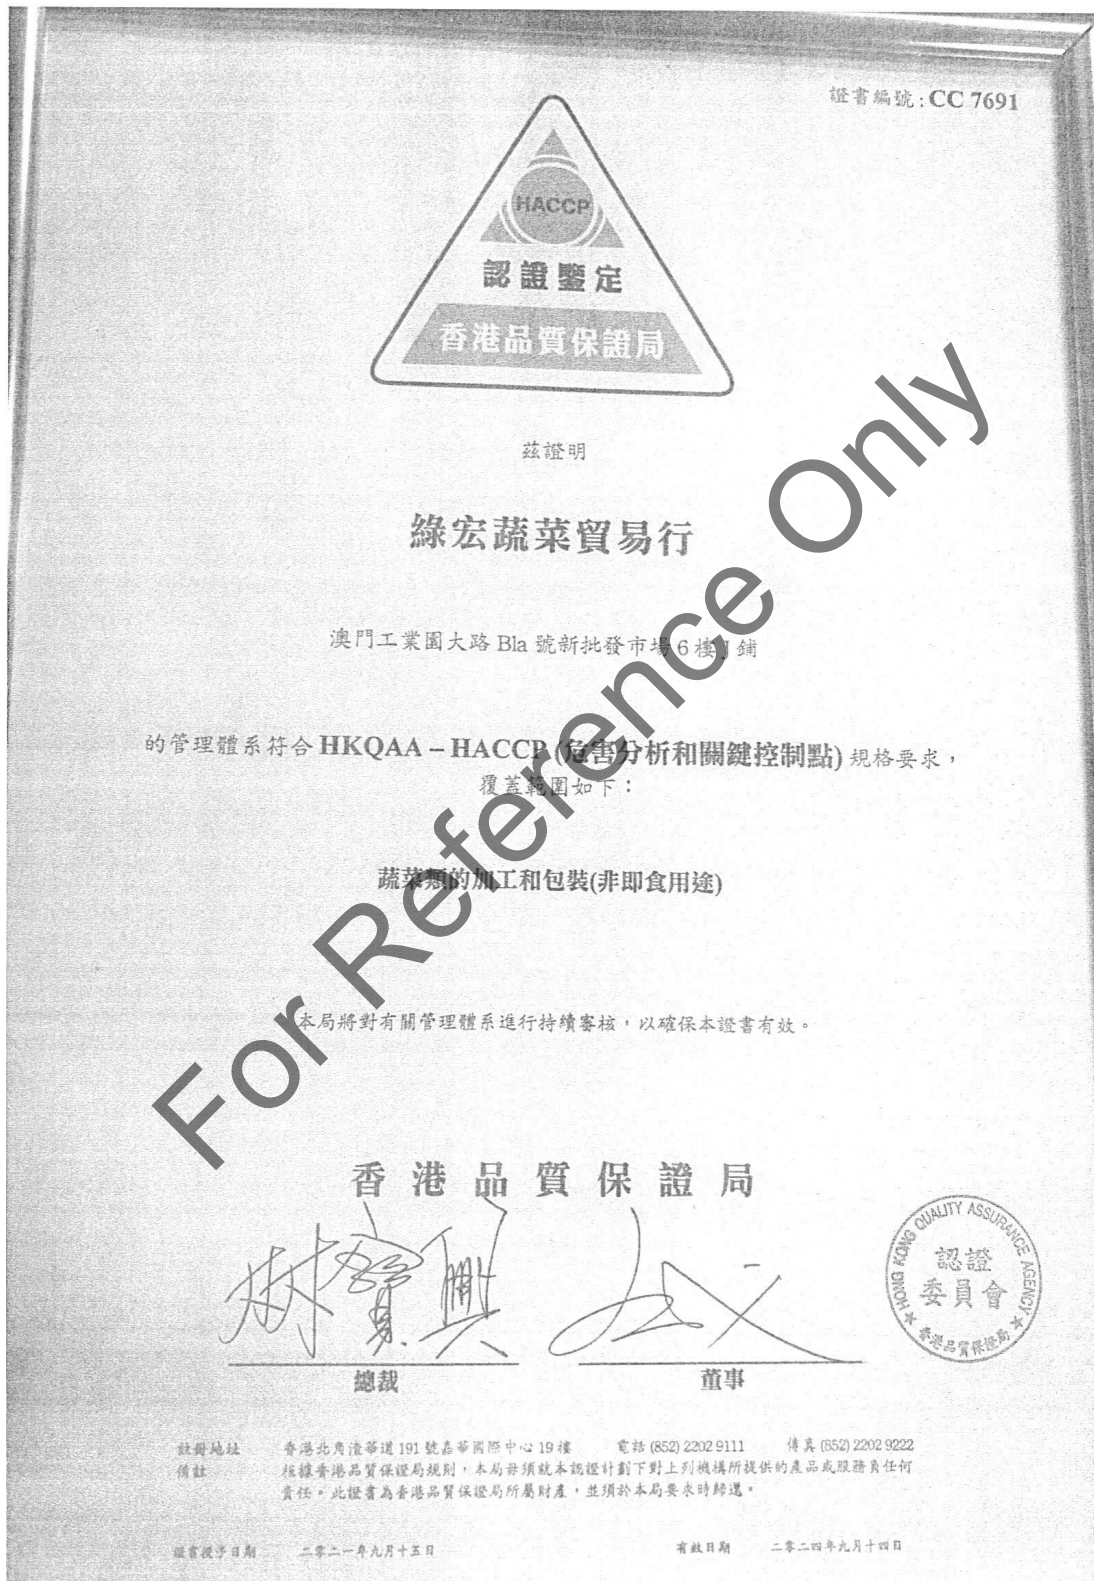 證書編號: CC 7691
HACCP
認證鑒定
香港品質保證局
茲證明
綠宏蔬菜貿易行
澳門工業園大路 B1a 號新批發市場 6 樓 鋪
的管理體系符合 HKQAA – HACCP (危害分析和關鍵控制點) 規格要求，
覆蓋範圍如下：
蔬菜類的加工和包裝(非即食用途)
本局將對有關管理體系進行持續審核，以確保本證書有效。
香港品質保證局
林寶興
HONG KONG QUALITY ASSURANCE AGENCY
認證
委員會
香港品質保證局
總裁
董事
註冊地址 香港北角渣華道 191 號嘉華國際中心 19 樓 電話 (852) 2202 9111 傳真 (852) 2202 9222
備註 根據香港品質保證局規則，本局毋須就本認證計劃下對上列機構所提供的產品或服務負任何
責任。此證書為香港品質保證局所屬財產，並須於本局要求時歸還。
證書授予日期 二零二一年九月十五日 有效日期 二零二四年九月十四日
For Reference Only